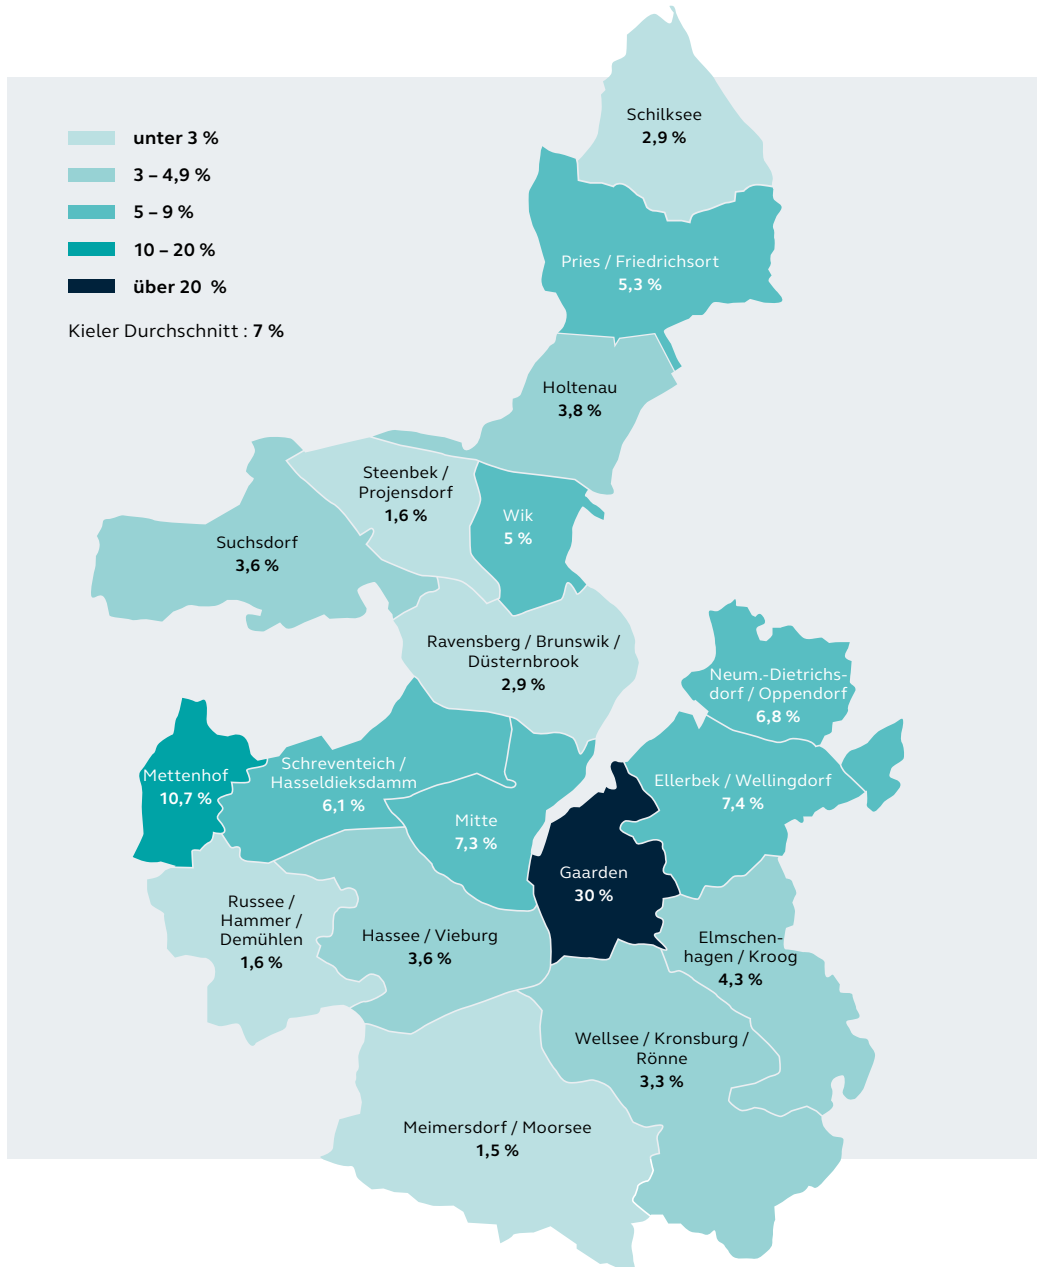 unter 3 %
3 – 4,9 %
5 – 9 %
10 – 20 %
über 20 %
Kieler Durchschnitt : 7 %
Schilksee
2,9 %
Pries / Friedrichsort
5,3 %
Holtenau
3,8 %
Steenbek /
Projensdorf
1,6 %
Wik
5 %
Suchsdorf
3,6 %
Ravensberg / Brunswik /
Düsternbrook
2,9 %
Neum.-Dietrichs-
dorf / Oppendorf
6,8 %
Mettenhof
10,7 %
Schreventeich /
Hasseldieksdamm
6,1 %
Ellerbek / Wellingdorf
7,4 %
Mitte
7,3 %
Gaarden
30 %
Russee /
Hammer /
Demühlen
1,6 %
Hassee / Vieburg
3,6 %
Elmschen-
hagen / Kroog
4,3 %
Wellsee / Kronsburg /
Rönne
3,3 %
Meimersdorf / Moorsee
1,5 %